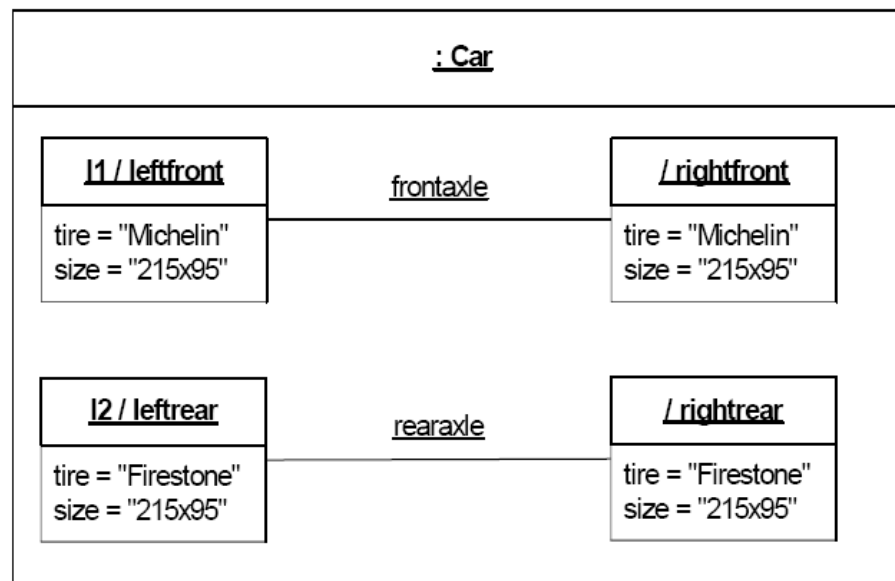 : Car
l1 / leftfront
frontaxle
/ rightfront
tire = "Michelin"
size = "215x95"
tire = "Michelin"
size = "215x95"
l2 / leftrear
rearaxle
/ rightrear
tire = "Firestone"
size = "215x95"
tire = "Firestone"
size = "215x95"